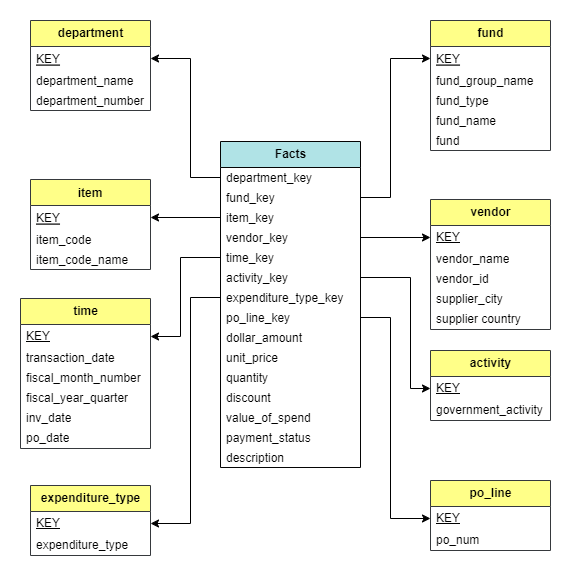 department
KEY
department_name
department_number
fund
KEY
fund_group_name
fund_type
fund_name
fund
Facts
department_key
fund_key
item_key
vendor_key
time_key
activity_key
expenditure_type_key
po_line_key
dollar_amount
unit_price
quantity
discount
value_of_spend
payment_status
description
item
KEY
item_code
item_code_name
vendor
KEY
vendor_name
vendor_id
supplier_city
supplier country
time
KEY
transaction_date
fiscal_month_number
fiscal_year_quarter
inv_date
po_date
activity
KEY
government_activity
expenditure_type
KEY
expenditure_type
po_line
KEY
po_num